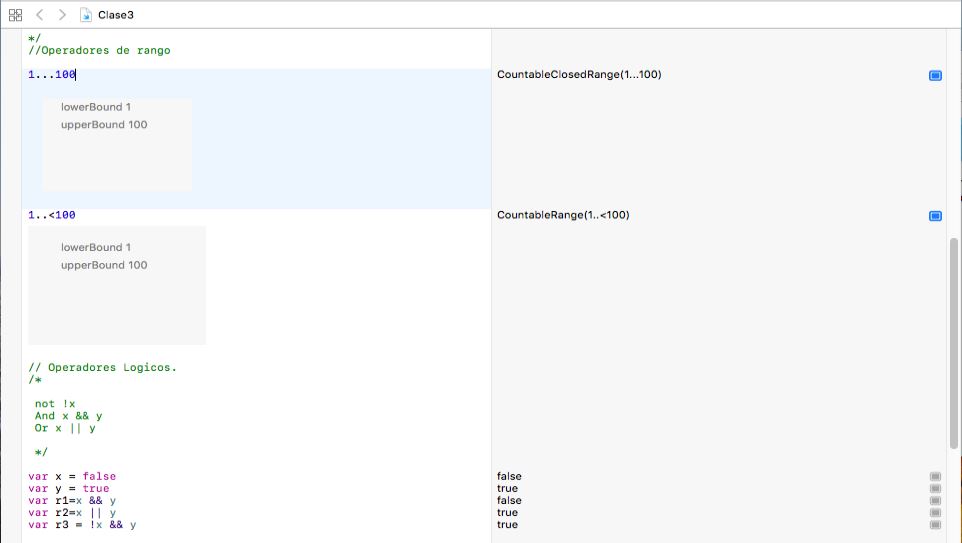 Clase3
*/
//Operadores de rango
1...100 CountableClosedRange(1...100)
lowerBound 1
upperBound 100
1..<100 CountableRange(1..<100)
lowerBound 1
upperBound 100
// Operadores Logicos.
/*
not !x
And x && y
Or x || y
*/
var x = false false
var y = true true
var r1=x && y false
var r2=x || y true
var r3 = !x && y true